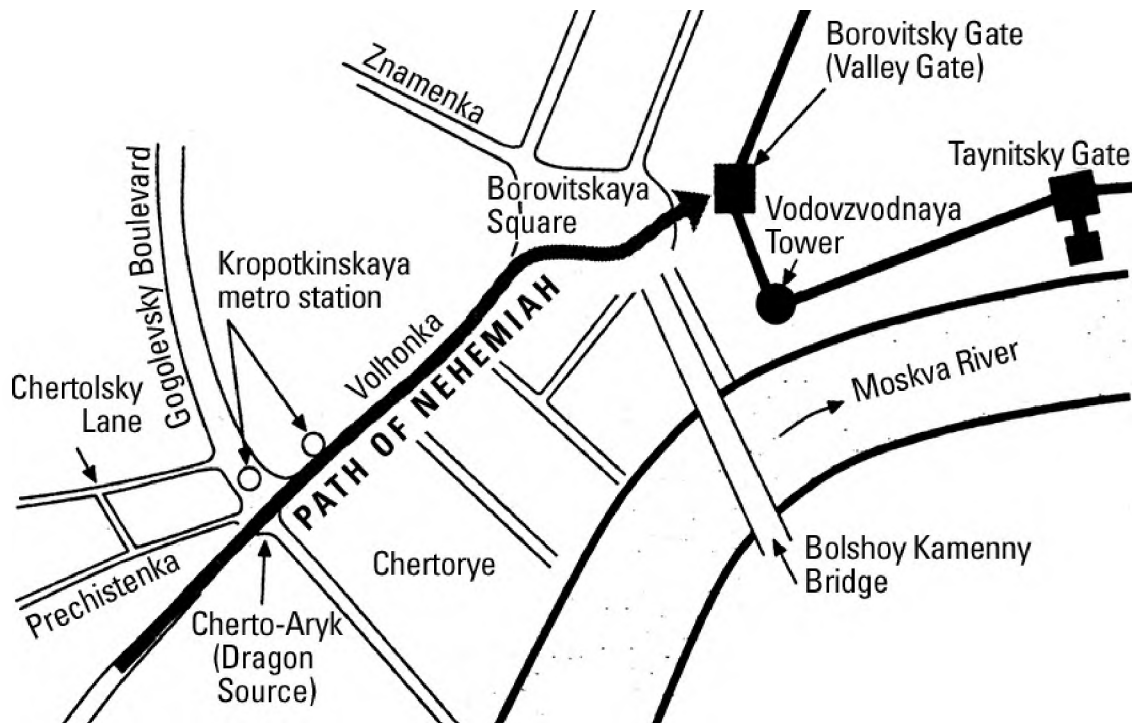 Borovitsky Gate
(Valley Gate)
Znamenka
Taynitsky Gate
Gogolevsky Boulevard
Borovitskaya
Square
Vodovzvodnaya
Tower
Kropotkinskaya
metro station
Volhonka
PATH OF NEHEMIAH
Moskva River
Chertolsky
Lane
Prechistenka
Chertorye
Bolshoy Kamenny
Bridge
Cherto-Aryk
(Dragon
Source)